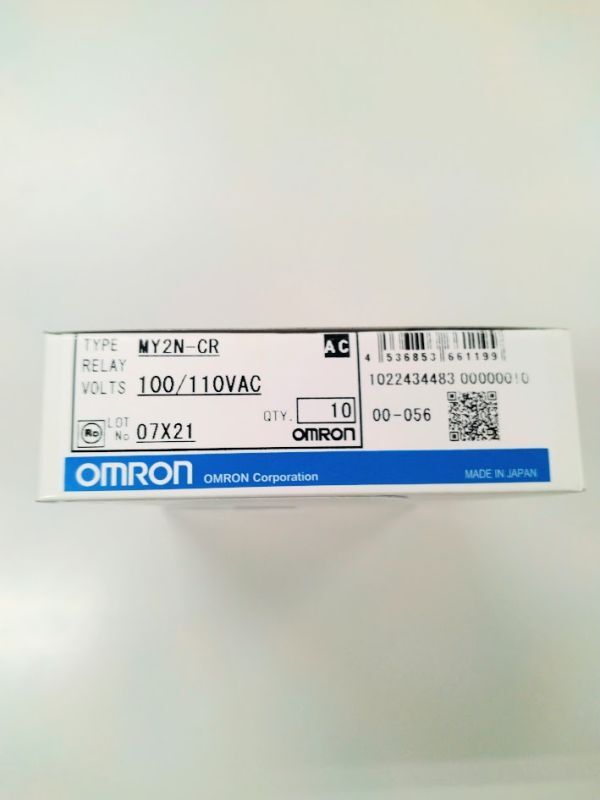 TYPE MY2N-CR AC
RELAY
VOLTS 100/110VAC
QTY. 10
LOT No 07X21
OMRON
4 536853 661199
1022434483 00000010
00-056
OMRON OMRON Corporation MADE IN JAPAN